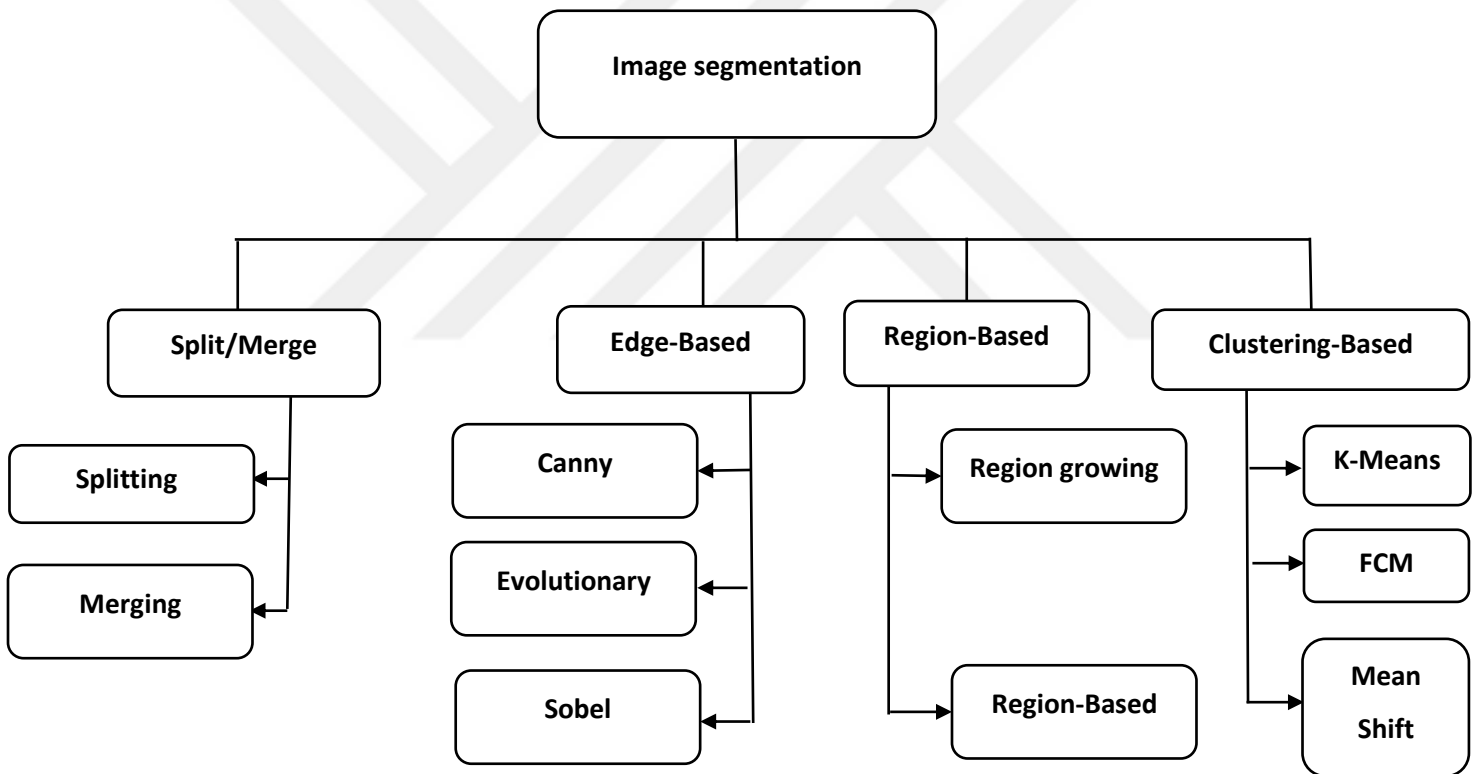 Image segmentation
Split/Merge
Edge-Based
Region-Based
Clustering-Based
Splitting
Merging
Canny
Evolutionary
Sobel
Region growing
Region-Based
K-Means
FCM
Mean
Shift